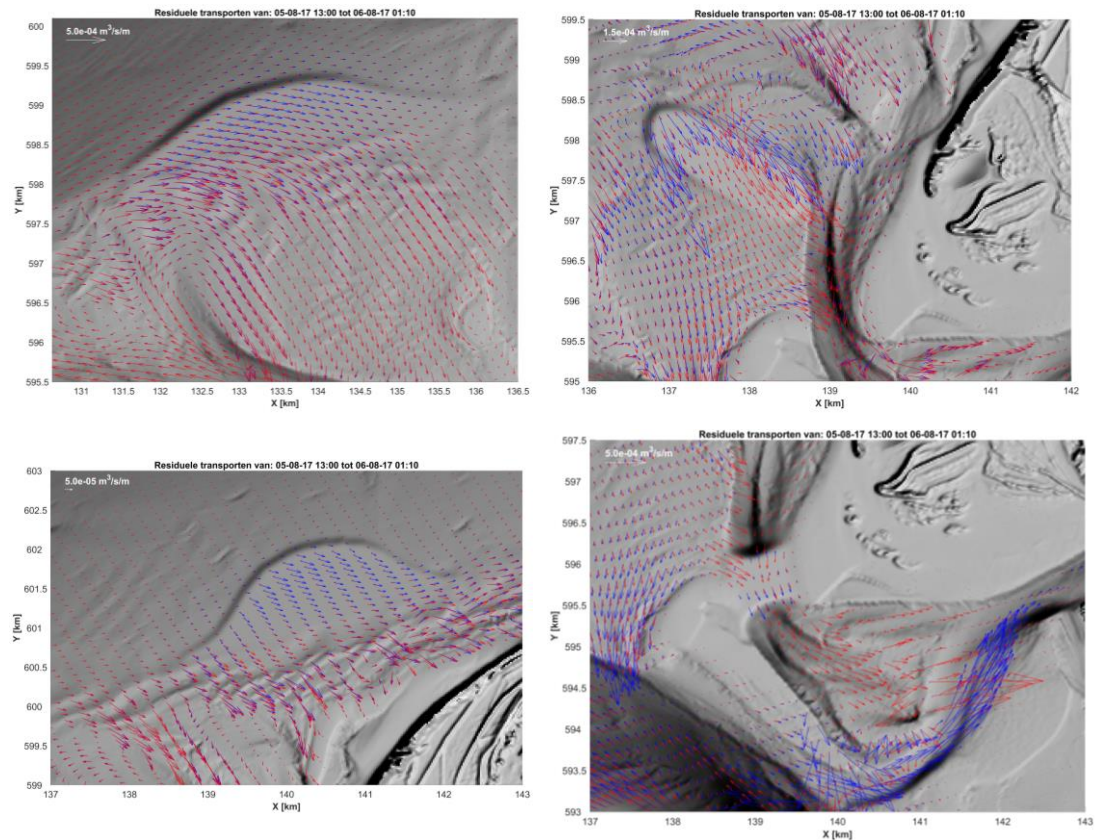 Residuele transporten van: 05-08-17 13:00 tot 06-08-17 01:10
5.0e-04 m³/s/m
600
599.5
599
598.5
598
597.5
597
596.5
596
595.5
Y [km]
131 131.5 132 132.5 133 133.5 134 134.5 135 135.5 136 136.5
X [km]
Residuele transporten van: 05-08-17 13:00 tot 06-08-17 01:10
1.5e-04 m³/s/m
599.5
599
598.5
598
597.5
597
596.5
596
595.5
595
Y [km]
136 137 138 139 140 141 142
X [km]
Residuele transporten van: 05-08-17 13:00 tot 06-08-17 01:10
5.0e-05 m³/s/m
603
602.5
602
601.5
601
600.5
600
599.5
599
Y [km]
137 138 139 140 141 142 143
X [km]
Residuele transporten van: 05-08-17 13:00 tot 06-08-17 01:10
5.0e-04 m³/s/m
597.5
597
596.5
596
595.5
595
594.5
594
593.5
593
Y [km]
137 138 139 140 141 142 143
X [km]